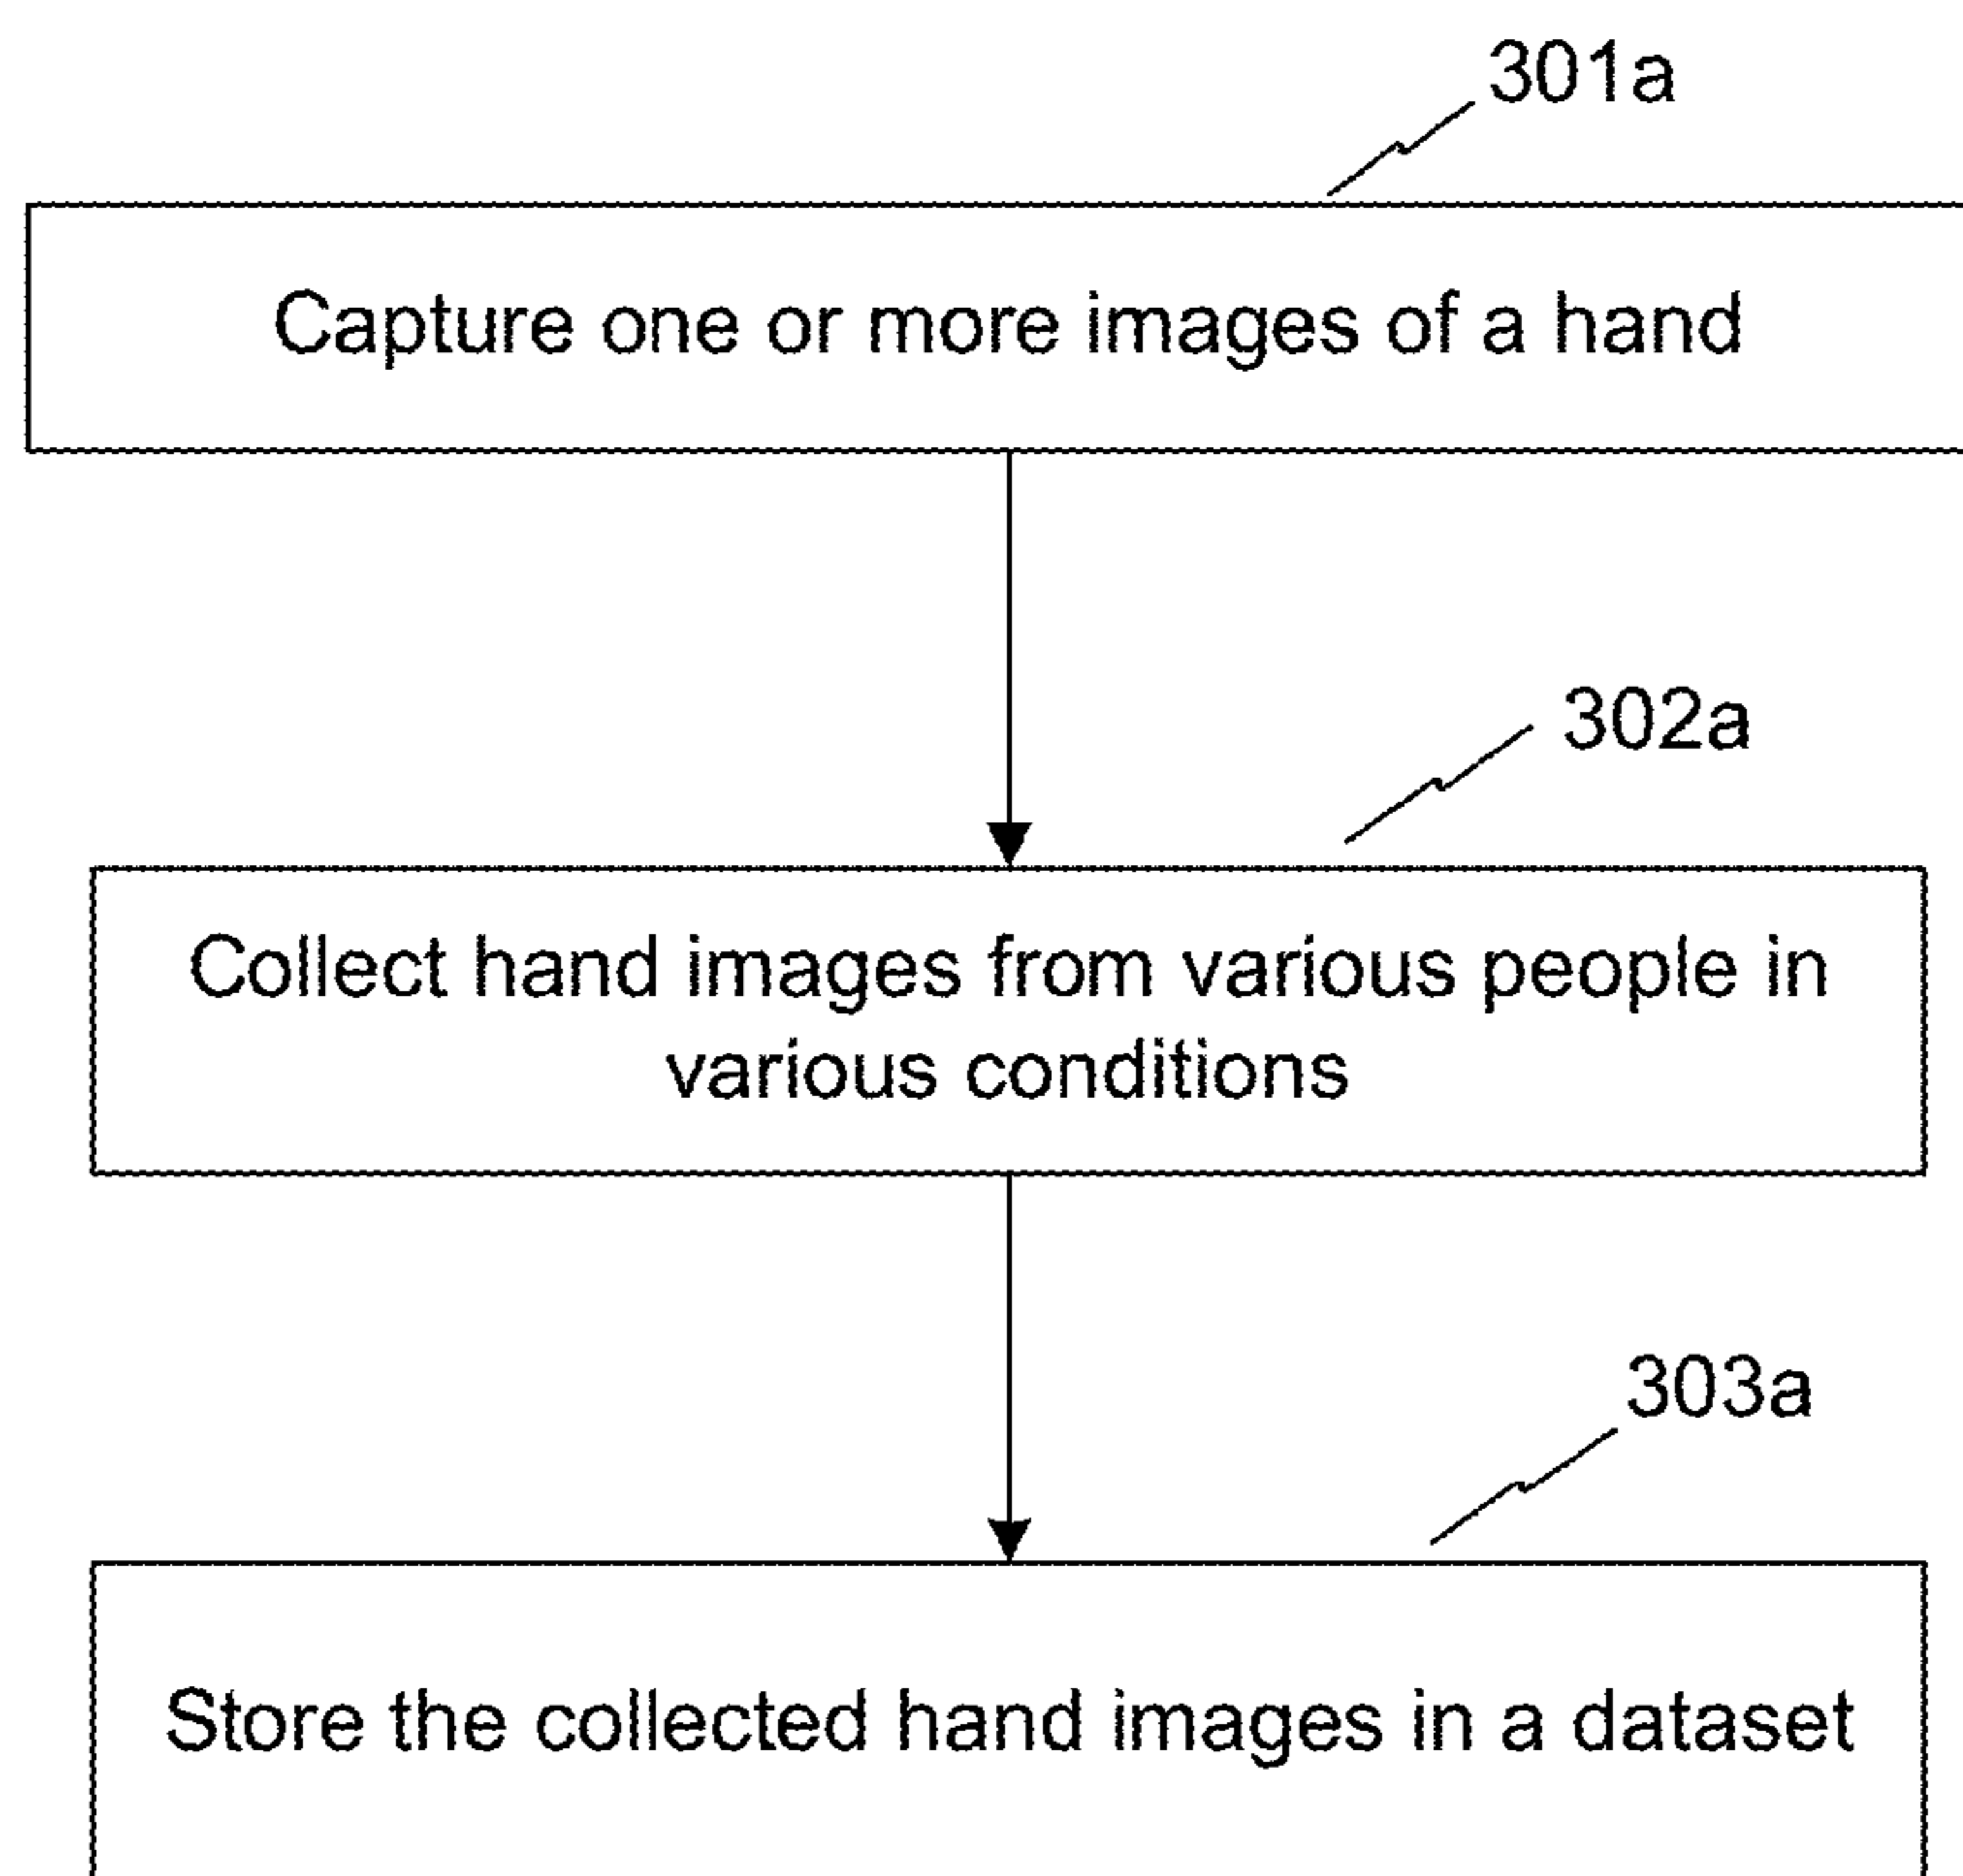 301a
Capture one or more images of a hand
302a
Collect hand images from various people in
various conditions
303a
Store the collected hand images in a dataset